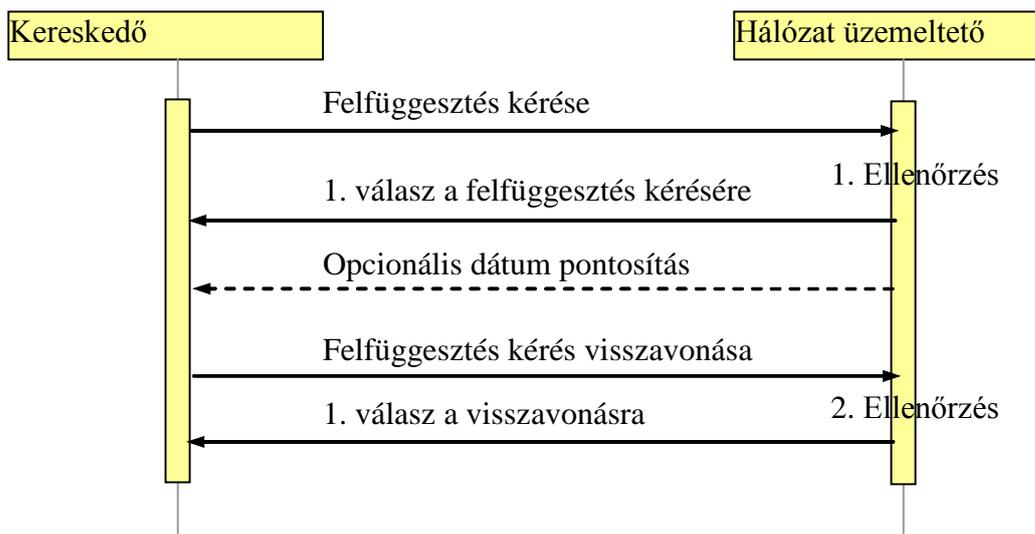 Kereskedő
Hálózat üzemeltető
Felfüggesztés kérése
1. Ellenőrzés
1. válasz a felfüggesztés kérésére
Opcionális dátum pontosítás
Felfüggesztés kérés visszavonása
2. Ellenőrzés
1. válasz a visszavonásra